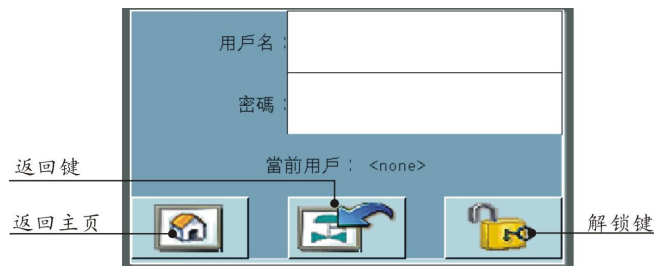 用戶名：
密碼：
當前用戶： <none>
返回键
返回主页
解锁键